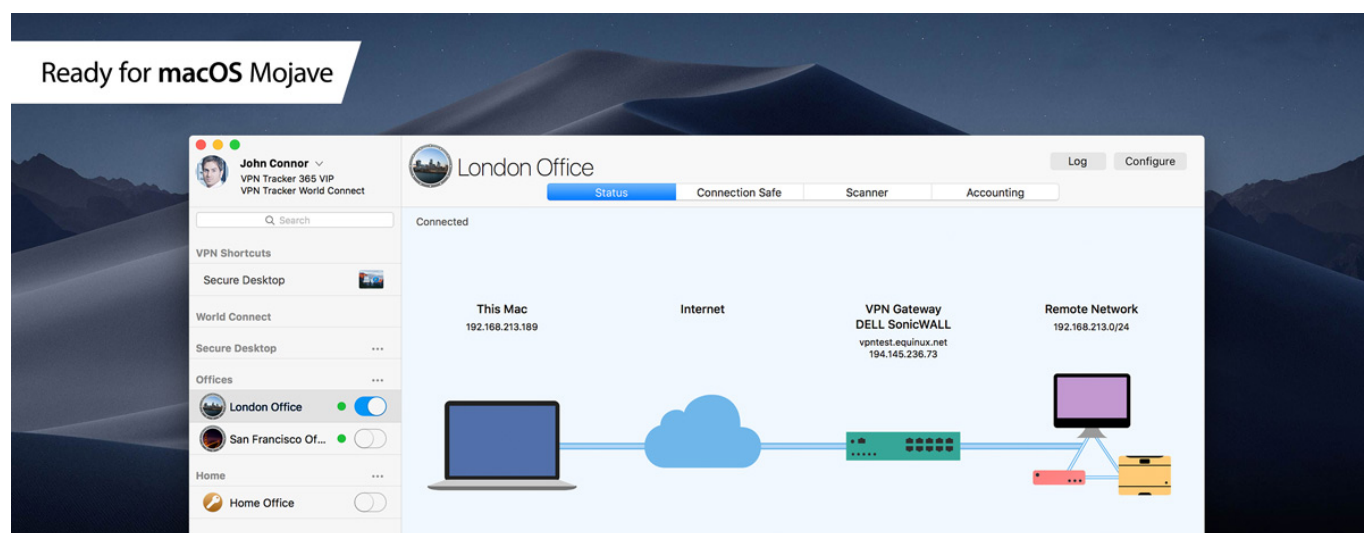 Ready for macOS Mojave
John Connor
VPN Tracker 365 VIP
VPN Tracker World Connect
Search
VPN Shortcuts
Secure Desktop
World Connect
Secure Desktop
Offices
London Office
San Francisco Of...
Home
Home Office
London Office
Log
Configure
Status
Connection Safe
Scanner
Accounting
Connected
This Mac
192.168.213.189
Internet
VPN Gateway
DELL SonicWALL
vpntest.equinux.net
194.145.236.73
Remote Network
192.168.213.0/24